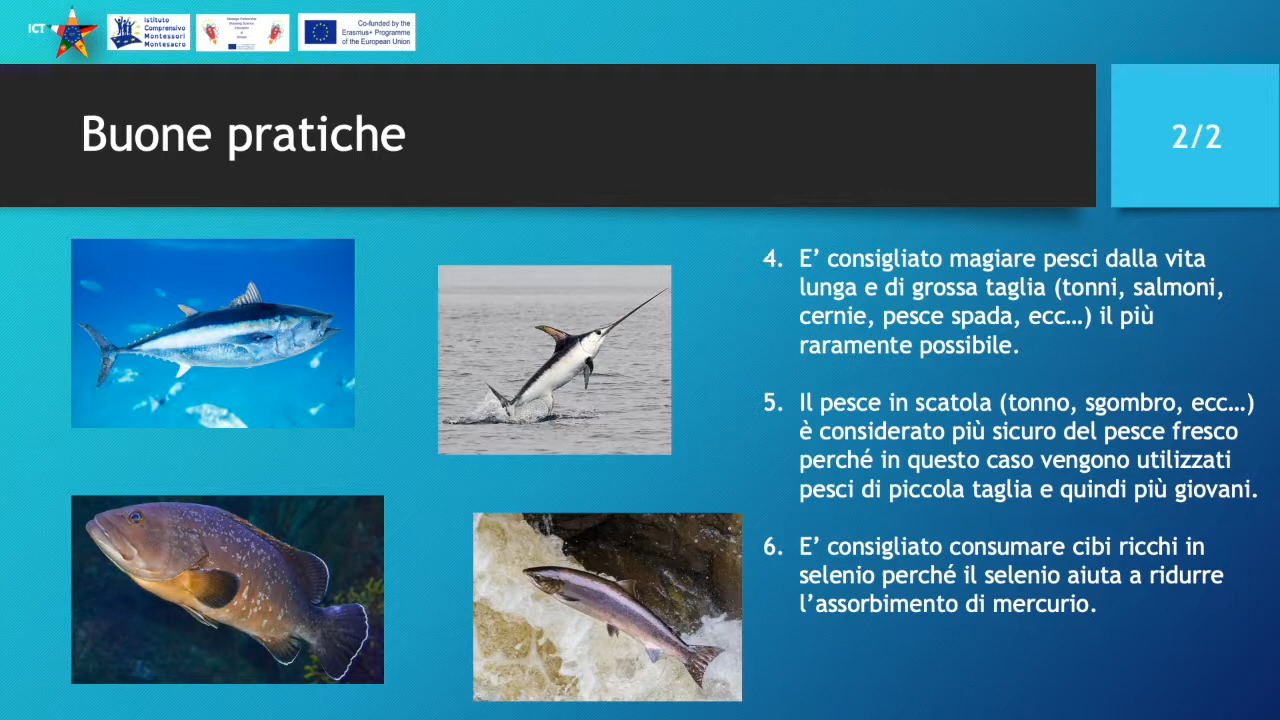 ICT
Istituto
Comprensivo
Montessori
Montesacro
Strategic Partnership
Co-funded by the
Erasmus+ Programme
of the European Union
Buone pratiche
2/2
4. E’ consigliato magiare pesci dalla vita
lunga e di grossa taglia (tonni, salmoni,
cernie, pesce spada, ecc…) il più
raramente possibile.
5. Il pesce in scatola (tonno, sgombro, ecc…)
è considerato più sicuro del pesce fresco
perché in questo caso vengono utilizzati
pesci di piccola taglia e quindi più giovani.
6. E’ consigliato consumare cibi ricchi in
selenio perché il selenio aiuta a ridurre
l’assorbimento di mercurio.